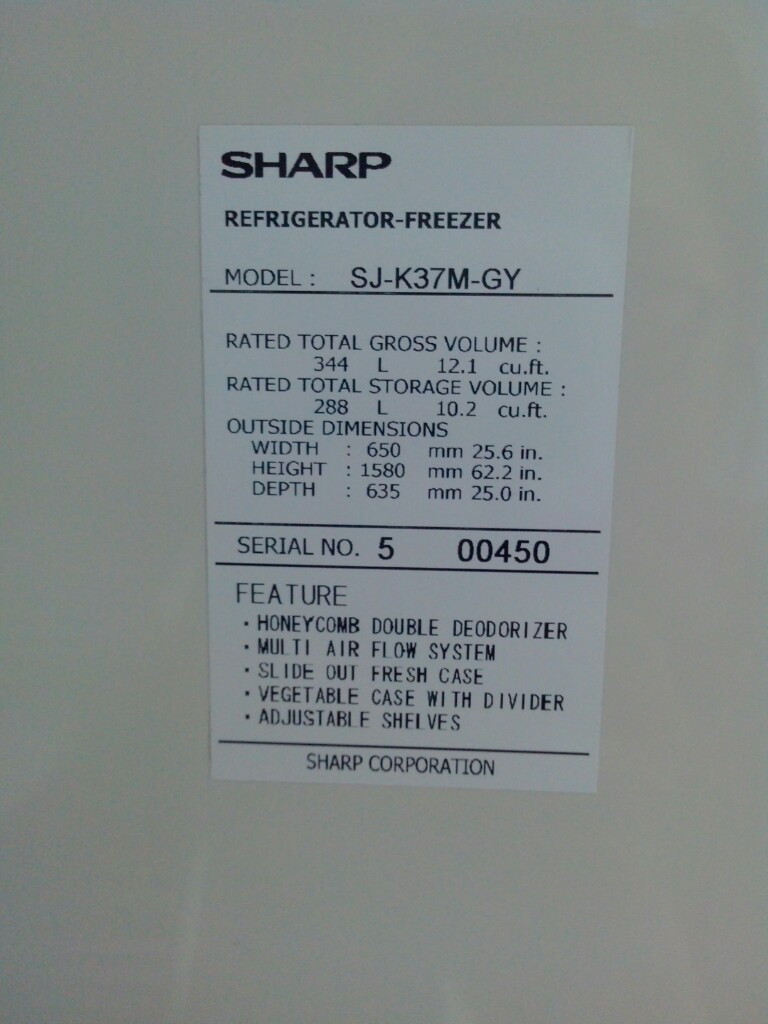 SHARP
REFRIGERATOR-FREEZER
MODEL : SJ-K37M-GY
RATED TOTAL GROSS VOLUME :
344 L 12.1 cu.ft.
RATED TOTAL STORAGE VOLUME :
288 L 10.2 cu.ft.
OUTSIDE DIMENSIONS
WIDTH : 650 mm 25.6 in.
HEIGHT : 1580 mm 62.2 in.
DEPTH : 635 mm 25.0 in.
SERIAL NO. 5 00450
FEATURE
・HONEYCOMB DOUBLE DEODORIZER
・MULTI AIR FLOW SYSTEM
・SLIDE OUT FRESH CASE
・VEGETABLE CASE WITH DIVIDER
・ADJUSTABLE SHELVES
SHARP CORPORATION